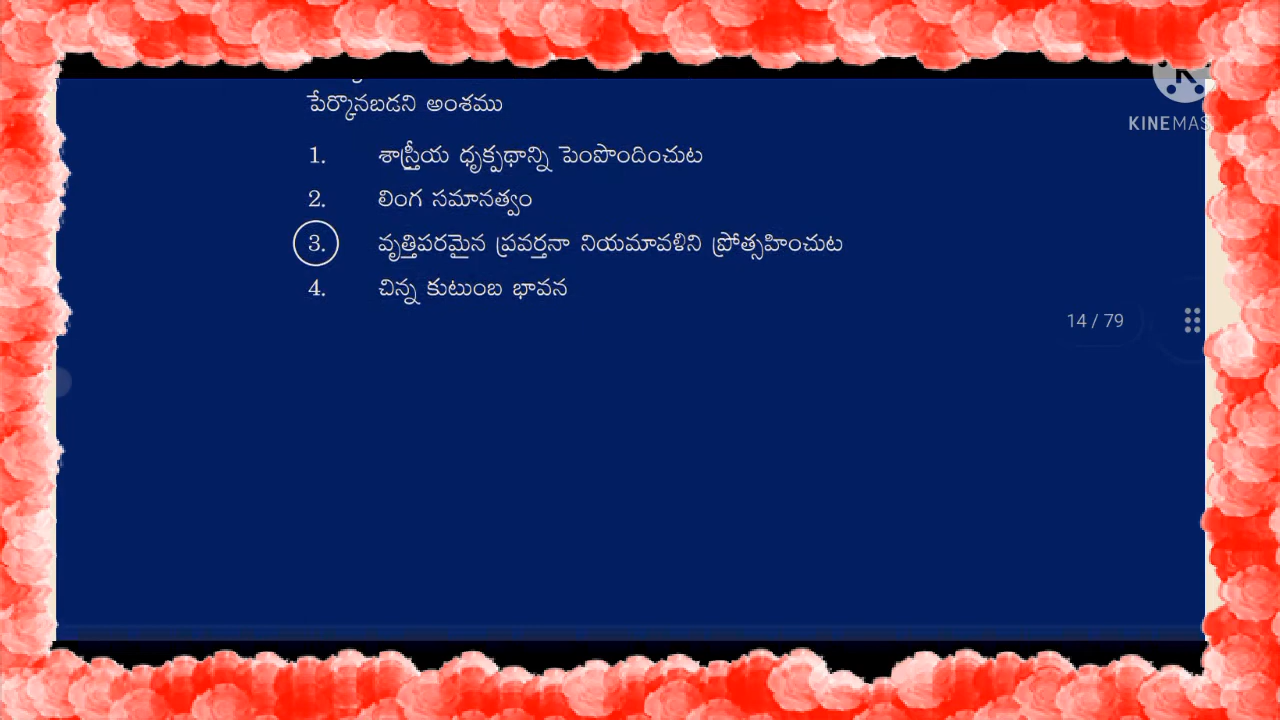 పేర్కొనబడని అంశము
1. శాస్త్రీయ ధృక్పథాన్ని పెంపొందించుట
2. లింగ సమానత్వం
3. వృత్తిపరమైన ప్రవర్తనా నియమావళిని ప్రోత్సహించుట
4. చిన్న కుటుంబ భావన
14 / 79
KINEMAS